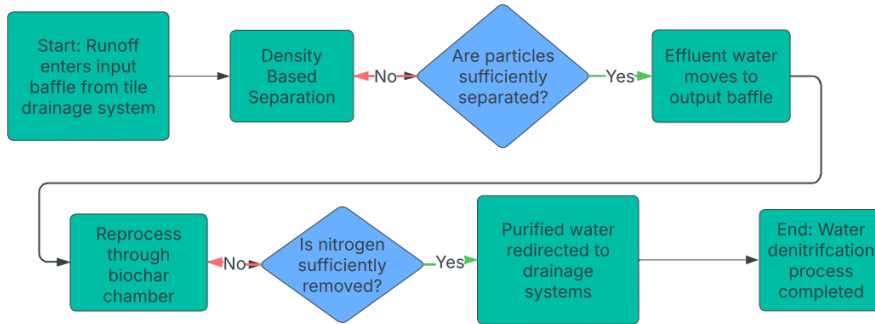 Start: Runoff
enters input
baffle from tile
drainage system
Density
Based
Separation
No
Are particles
sufficiently
separated?
Yes
Effluent water
moves to
output baffle
Reprocess
through
biochar
chamber
No
Is nitrogen
sufficiently
removed?
Yes
Purified water
redirected to
drainage
systems
End: Water
denitrifcation
process
completed